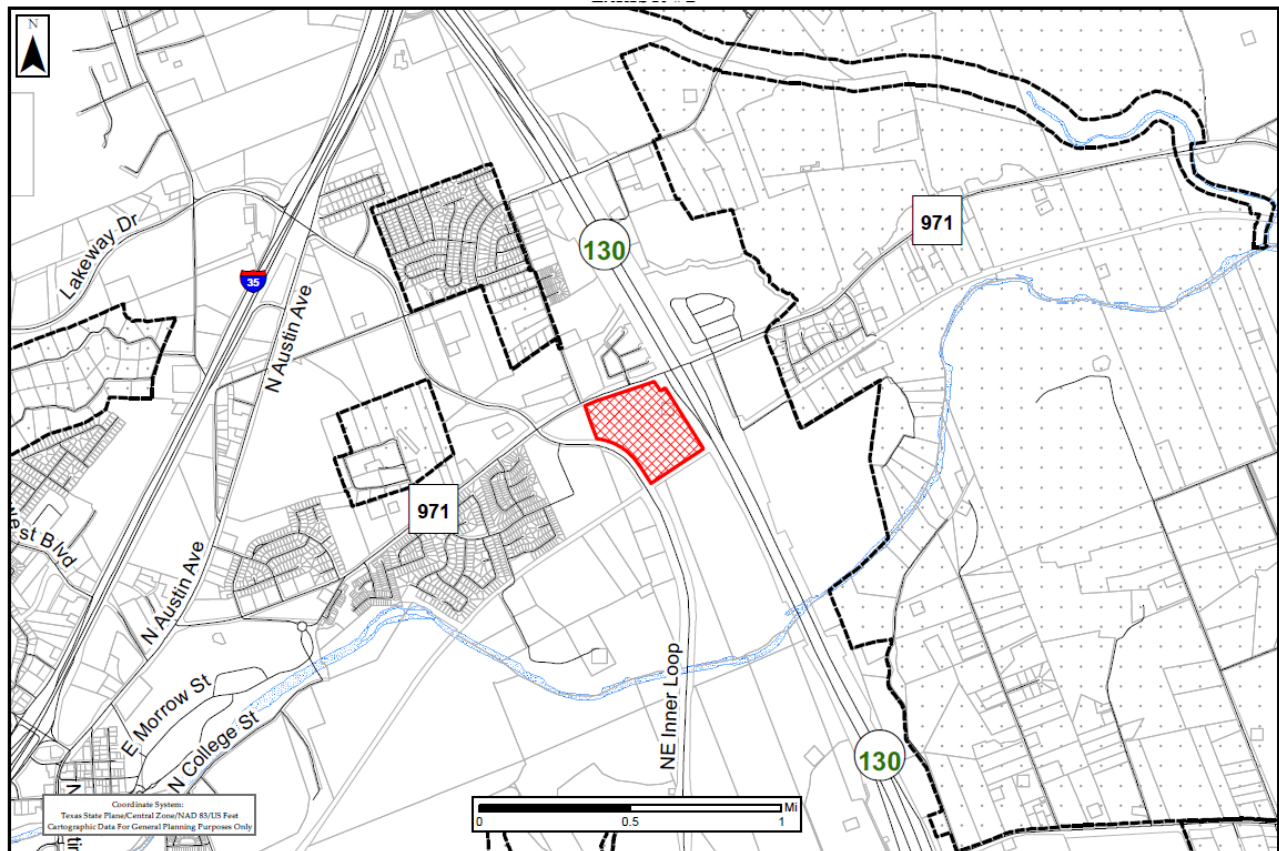 N
Lakeway Dr
35
N Austin Ave
130
971
971
West Blvd
N Austin Ave
E Morrow St
N College St
NE Inner Loop
130
Coordinate System:
Texas State Plane/Central Zone/NAD 83/US Feet
Cartographic Data For General Planning Purposes Only
Mi
0 0.5 1